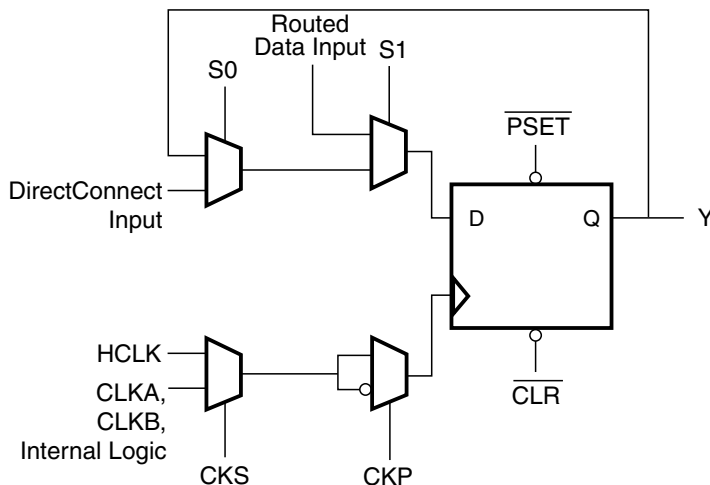 Routed
Data Input
S1
S0
PSET
DirectConnect
Input
D
Q
Y
HCLK
CLKA,
CLKB,
Internal Logic
CLR
CKS
CKP